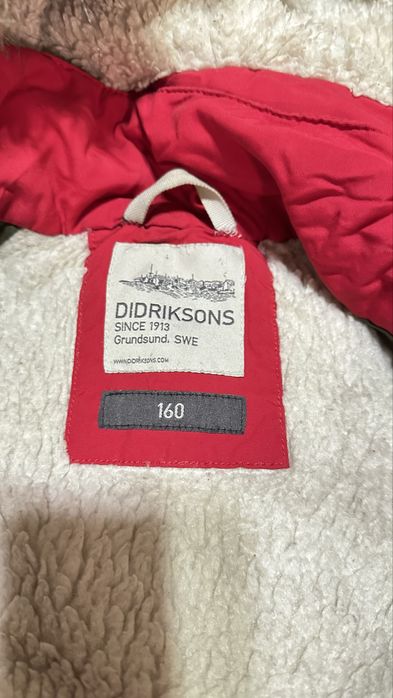 DIDRIKSONS
SINCE 1913
Grundsund. SWE
WWW.DIDRIKSONS.COM
160